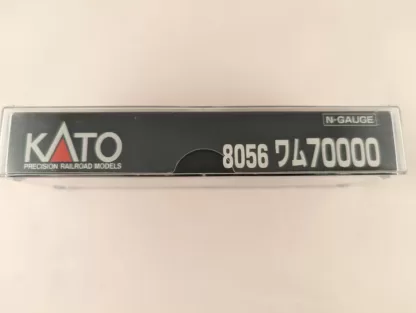 N-GAUGE
KATO
PRECISION RAILROAD MODELS
8056 ワム70000